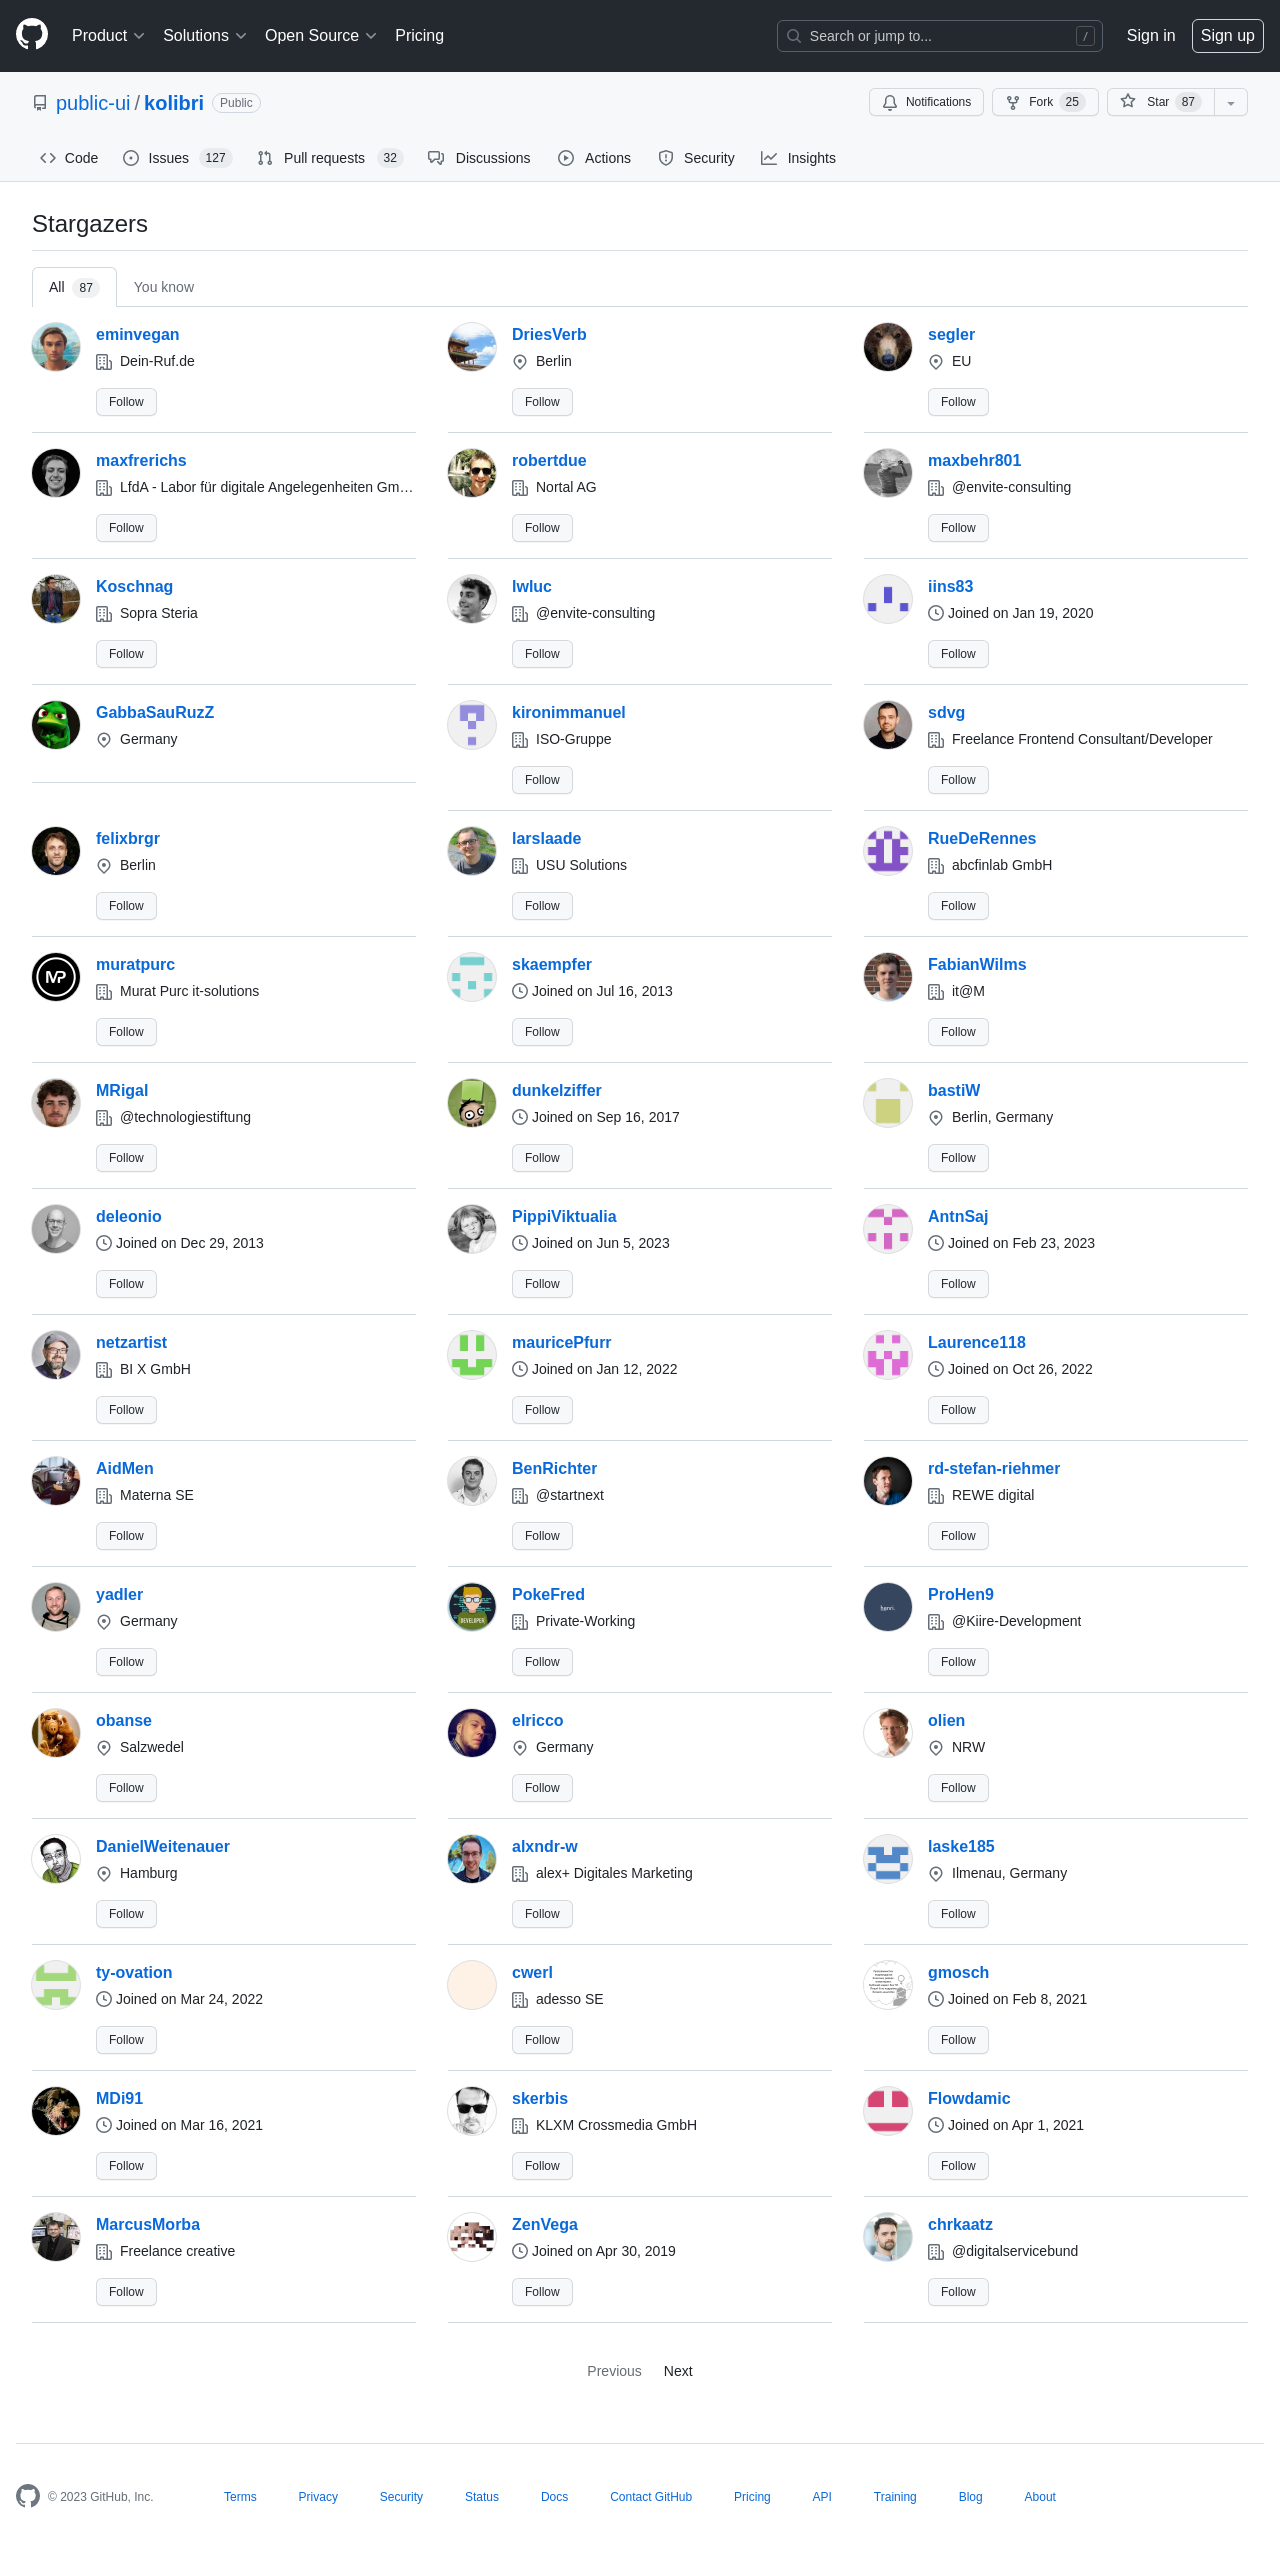 Product Solutions Open Source Pricing Search or jump to... / Sign in Sign up
public-ui / kolibri Public Notifications Fork 25 Star 87
Code Issues 127 Pull requests 32 Discussions Actions Security Insights
Stargazers
All 87 You know
eminvegan DriesVerb segler
Dein-Ruf.de Berlin EU
Follow Follow Follow
maxfrerichs robertdue maxbehr801
LfdA - Labor für digitale Angelegenheiten Gm… Nortal AG @envite-consulting
Follow Follow Follow
Koschnag lwluc iins83
Sopra Steria @envite-consulting Joined on Jan 19, 2020
Follow Follow Follow
GabbaSauRuzZ kironimmanuel sdvg
Germany ISO-Gruppe Freelance Frontend Consultant/Developer
Follow Follow
felixbrgr larslaade RueDeRennes
Berlin USU Solutions abcfinlab GmbH
Follow Follow Follow
muratpurc skaempfer FabianWilms
Murat Purc it-solutions Joined on Jul 16, 2013 it@M
Follow Follow Follow
MRigal dunkelziffer bastiW
@technologiestiftung Joined on Sep 16, 2017 Berlin, Germany
Follow Follow Follow
deleonio PippiViktualia AntnSaj
Joined on Dec 29, 2013 Joined on Jun 5, 2023 Joined on Feb 23, 2023
Follow Follow Follow
netzartist mauricePfurr Laurence118
BI X GmbH Joined on Jan 12, 2022 Joined on Oct 26, 2022
Follow Follow Follow
AidMen BenRichter rd-stefan-riehmer
Materna SE @startnext REWE digital
Follow Follow Follow
yadler PokeFred ProHen9
Germany Private-Working @Kiire-Development
Follow Follow Follow
obanse elricco olien
Salzwedel Germany NRW
Follow Follow Follow
DanielWeitenauer alxndr-w laske185
Hamburg alex+ Digitales Marketing Ilmenau, Germany
Follow Follow Follow
ty-ovation cwerl gmosch
Joined on Mar 24, 2022 adesso SE Joined on Feb 8, 2021
Follow Follow Follow
MDi91 skerbis Flowdamic
Joined on Mar 16, 2021 KLXM Crossmedia GmbH Joined on Apr 1, 2021
Follow Follow Follow
MarcusMorba ZenVega chrkaatz
Freelance creative Joined on Apr 30, 2019 @digitalservicebund
Follow Follow Follow
Previous Next
© 2023 GitHub, Inc. Terms Privacy Security Status Docs Contact GitHub Pricing API Training Blog About